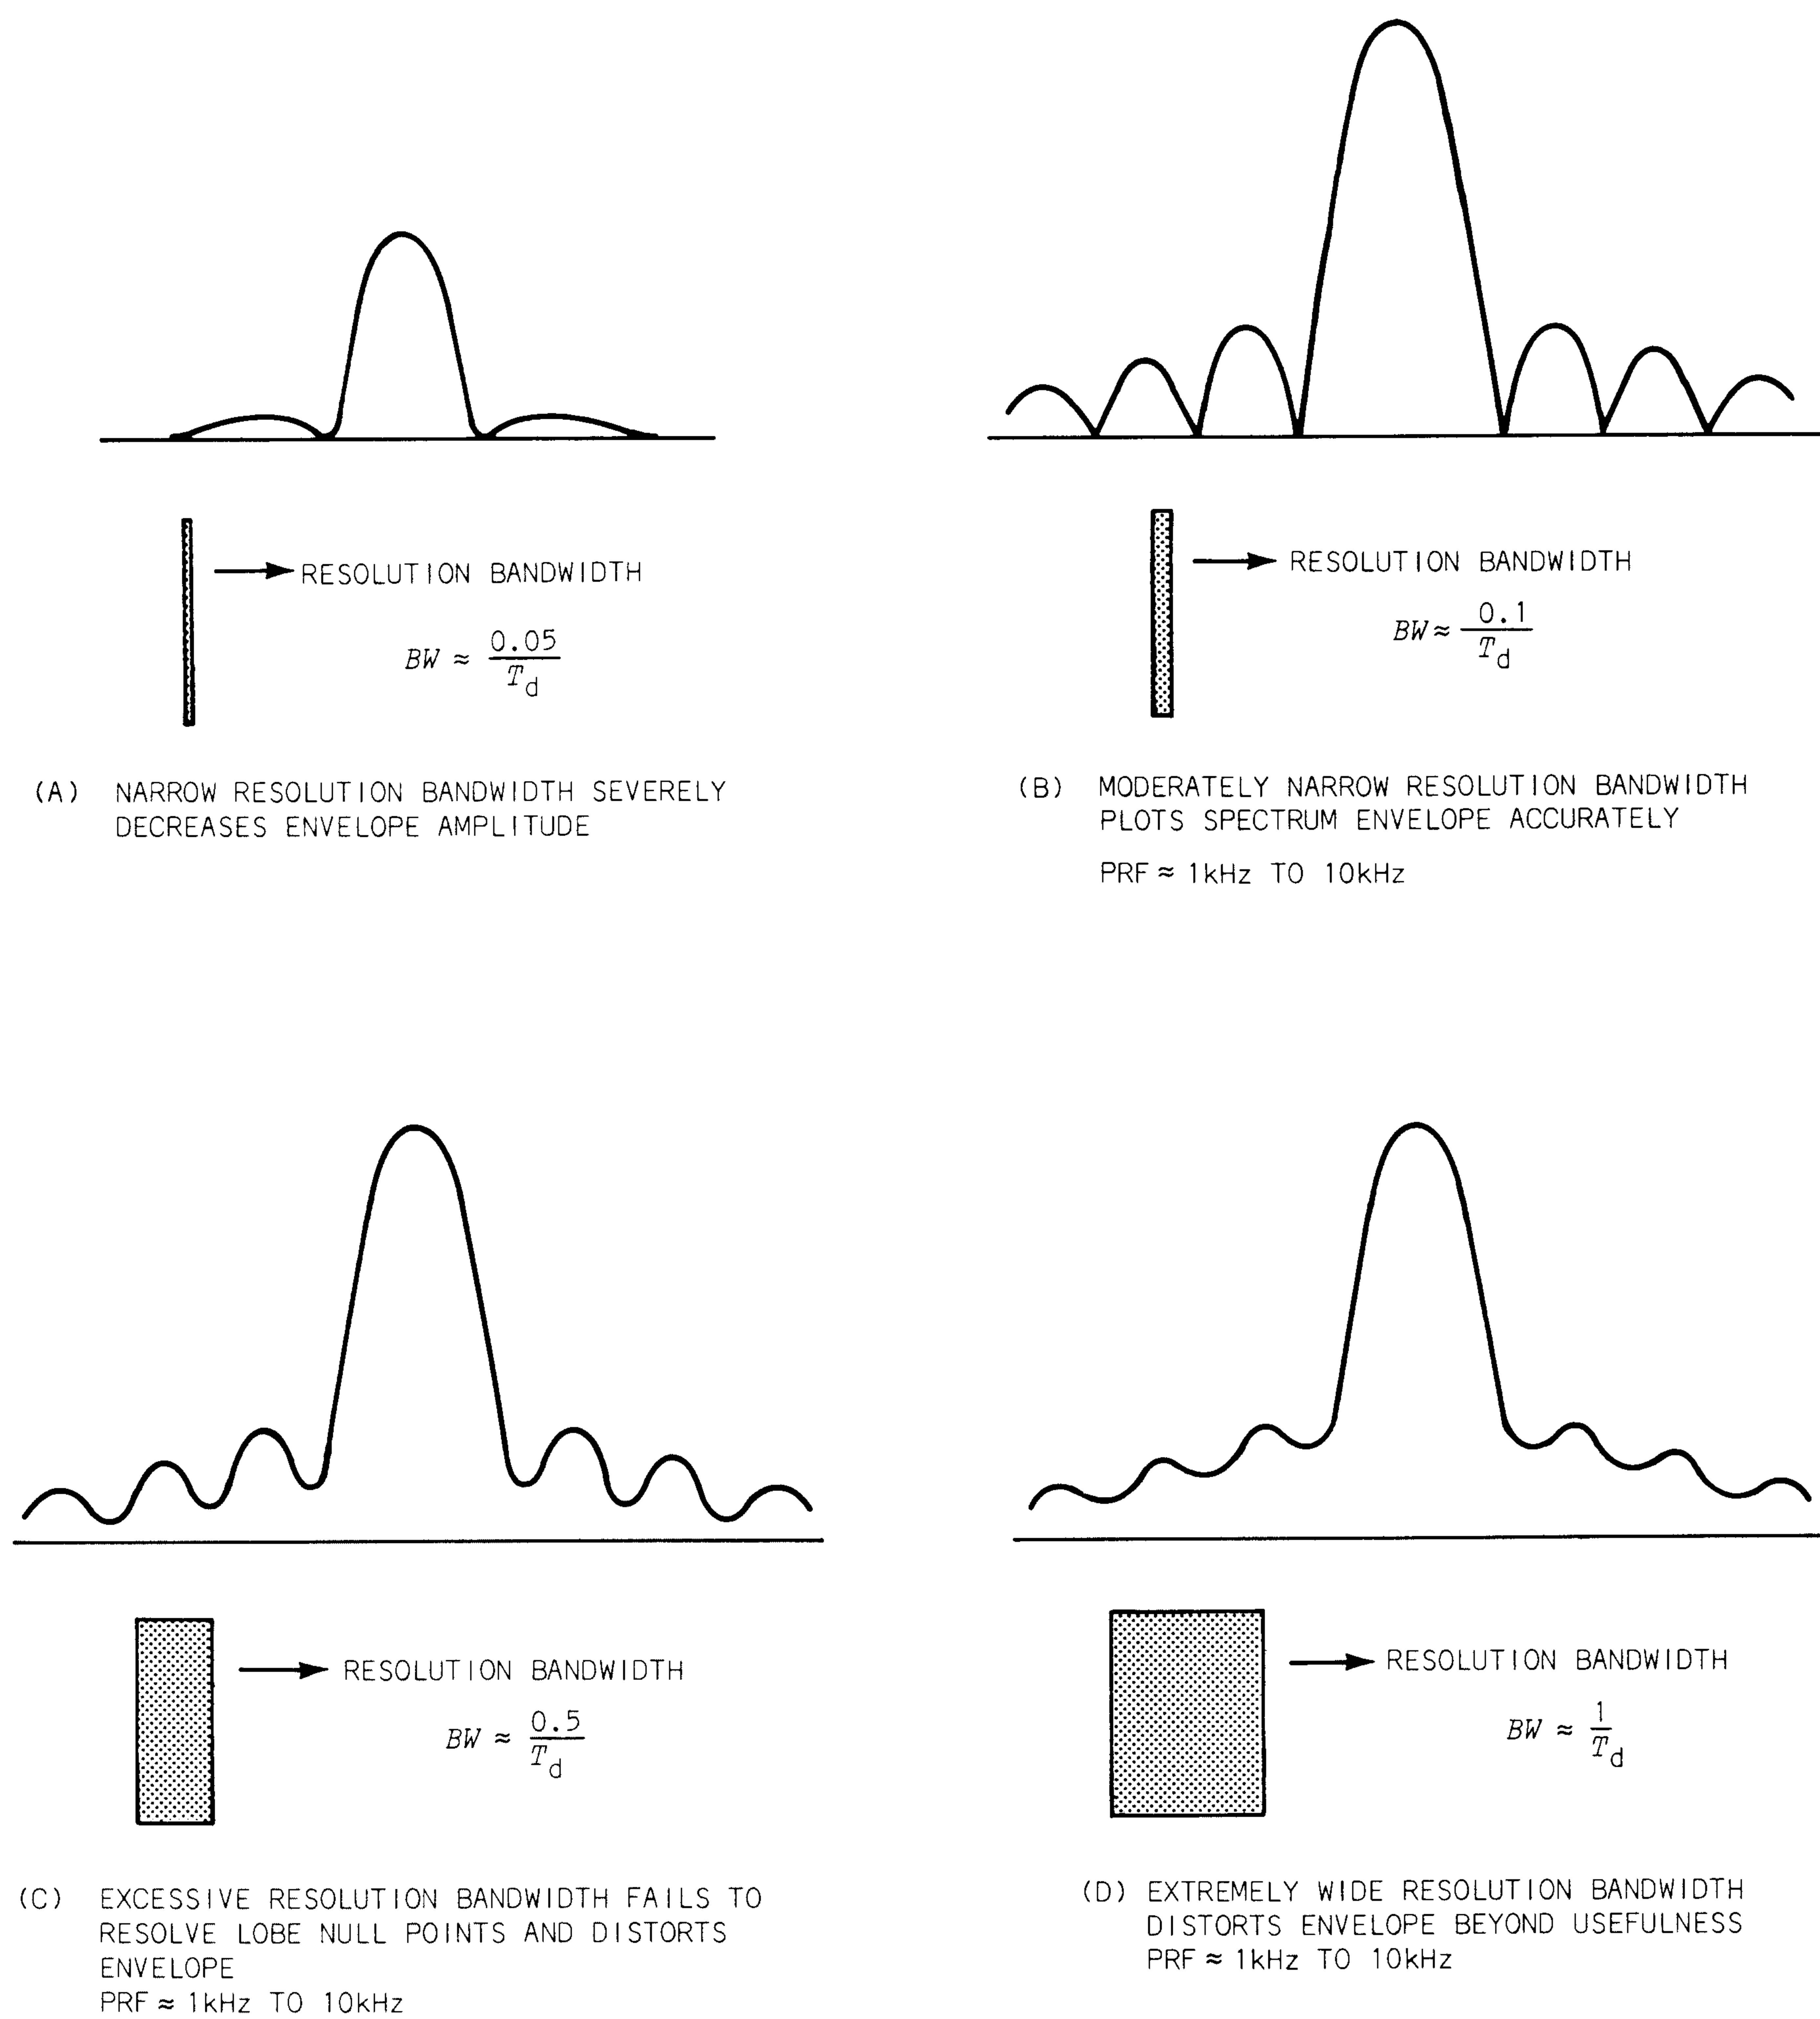 RESOLUTION BANDWIDTH
BW ≈ 0.05/Td
(A) NARROW RESOLUTION BANDWIDTH SEVERELY
DECREASES ENVELOPE AMPLITUDE
RESOLUTION BANDWIDTH
BW ≈ 0.1/Td
(B) MODERATELY NARROW RESOLUTION BANDWIDTH
PLOTS SPECTRUM ENVELOPE ACCURATELY
PRF ≈ 1kHz TO 10kHz
RESOLUTION BANDWIDTH
BW ≈ 0.5/Td
(C) EXCESSIVE RESOLUTION BANDWIDTH FAILS TO
RESOLVE LOBE NULL POINTS AND DISTORTS
ENVELOPE
PRF ≈ 1kHz TO 10kHz
RESOLUTION BANDWIDTH
BW ≈ 1/Td
(D) EXTREMELY WIDE RESOLUTION BANDWIDTH
DISTORTS ENVELOPE BEYOND USEFULNESS
PRF ≈ 1kHz TO 10kHz